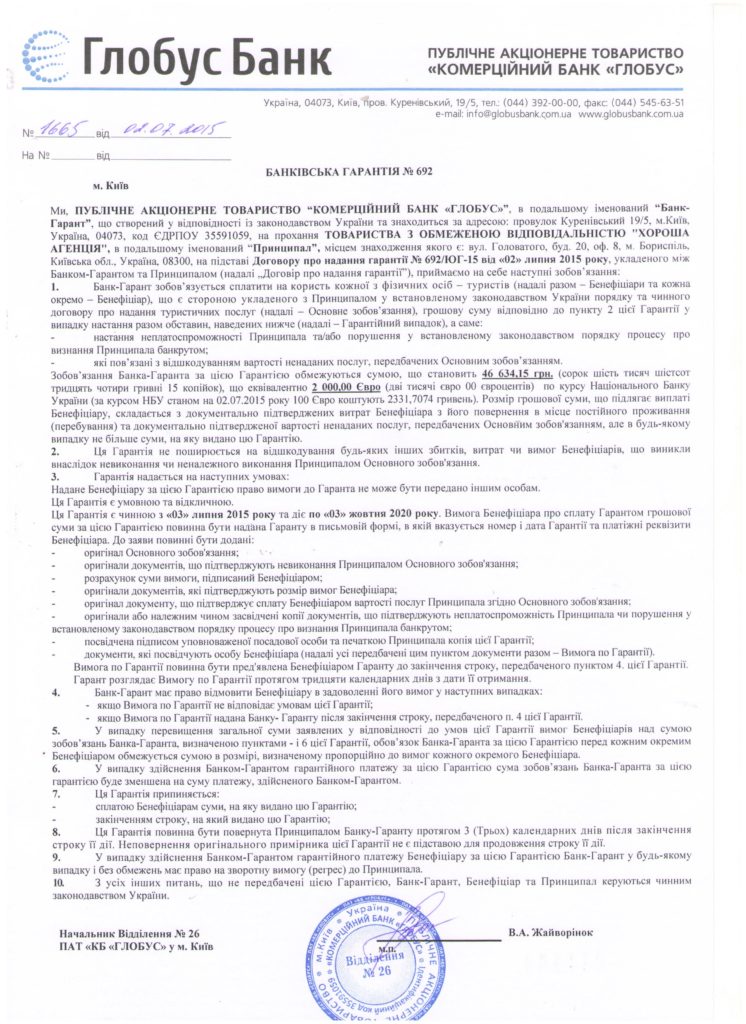 Глобус Банк
ПУБЛІЧНЕ АКЦІОНЕРНЕ ТОВАРИСТВО
«КОМЕРЦІЙНИЙ БАНК «ГЛОБУС»
Україна, 04073, Київ, пров. Куренівський, 19/5, тел.: (044) 392-00-00, факс: (044) 545-63-51
e-mail: info@globusbank.com.ua www.globusbank.com.ua
№ 1665 від 02.07.2015
На № від
БАНКІВСЬКА ГАРАНТІЯ № 692
м. Київ
Ми, ПУБЛІЧНЕ АКЦІОНЕРНЕ ТОВАРИСТВО “КОМЕРЦІЙНИЙ БАНК «ГЛОБУС»”, в подальшому іменований “Банк-
Гарант”, що створений у відповідності із законодавством України та знаходиться за адресою: провулок Куренівський 19/5, м.Київ,
Україна, 04073, код ЄДРПОУ 35591059, на прохання ТОВАРИСТВА З ОБМЕЖЕНОЮ ВІДПОВІДАЛЬНІСТЮ "ХОРОША
АГЕНЦІЯ", в подальшому іменований “Принципал”, місцем знаходження якого є: вул. Головатого, буд. 20, оф. 8, м. Бориспіль,
Київська обл., Україна, 08300, на підставі Договору про надання гарантії № 692/ЮГ-15 від «02» липня 2015 року, укладеного між
Банком-Гарантом та Принципалом (надалі „Договір про надання гарантії”), приймаємо на себе наступні зобов’язання:
1. Банк-Гарант зобов’язується сплатити на користь кожної з фізичних осіб – туристів (надалі разом – Бенефіціари та кожна
окремо – Бенефіціар), що є стороною укладеного з Принципалом у встановленому законодавством України порядку та чинного
договору про надання туристичних послуг (надалі – Основне зобов’язання), грошову суму відповідно до пункту 2 цієї Гарантії у
випадку настання разом обставин, наведених нижче (надалі – Гарантійний випадок), а саме:
- настання неплатоспроможності Принципала та/або порушення у встановленому законодавством порядку процесу про
визнання Принципала банкрутом;
- які пов’язані з відшкодуванням вартості ненаданих послуг, передбачених Основним зобов’язанням.
Зобов’язання Банка-Гаранта за цією Гарантією обмежуються сумою, що становить 46 634,15 грн. (сорок шість тисяч шістсот
тридцять чотири гривні 15 копійок), що еквівалентно 2 000,00 Євро (дві тисячі євро 00 євроцентів) по курсу Національного Банку
України (за курсом НБУ станом на 02.07.2015 року 100 Євро коштують 2331,7074 гривень). Розмір грошової суми, що підлягає виплаті
Бенефіціару, складається з документально підтверджених витрат Бенефіціара з його повернення в місце постійного проживання
(перебування) та документально підтвердженої вартості ненаданих послуг, передбачених Основним зобов’язанням, але в будь-якому
випадку не більше суми, на яку видано цю Гарантію.
2. Ця Гарантія не поширюється на відшкодування будь-яких інших збитків, витрат чи вимог Бенефіціарів, що виникли
внаслідок невиконання чи неналежного виконання Принципалом Основного зобов'язання.
3. Гарантія надається на наступних умовах:
Надане Бенефіціару за цією Гарантією право вимоги до Гаранта не може бути передано іншим особам.
Ця Гарантія є умовною та відкличною.
Ця Гарантія є чинною з «03» липня 2015 року та діє по «03» жовтня 2020 року. Вимога Бенефіціара про сплату Гарантом грошової
суми за цією Гарантією повинна бути надана Гаранту в письмовій формі, в якій вказується номер і дата Гарантії та платіжні реквізити
Бенефіціара. До заяви повинні бути додані:
- оригінал Основного зобов'язання;
- оригінали документів, що підтверджують невиконання Принципалом Основного зобов'язання;
- розрахунок суми вимоги, підписаний Бенефіціаром;
- оригінали документів, які підтверджують розмір вимог Бенефіціара;
- оригінал документу, що підтверджує сплату Бенефіціаром вартості послуг Принципала згідно Основного зобов'язання;
- оригінали або належним чином засвідчені копії документів, що підтверджують неплатоспроможність Принципала чи порушення у
встановленому законодавством порядку процесу про визнання Принципала банкрутом;
- посвідчена підписом уповноваженої посадової особи та печаткою Принципала копія цієї Гарантії;
- документи, які посвідчують особу Бенефіціара (надалі усі передбачені цим пунктом документи разом – Вимога по Гарантії).
Вимога по Гарантії повинна бути пред'явлена Бенефіціаром Гаранту до закінчення строку, передбаченого пунктом 4. цієї Гарантії.
Гарант розглядає Вимогу по Гарантії протягом тридцяти календарних днів з дати її отримання.
4. Банк-Гарант має право відмовити Бенефіціару в задоволенні його вимог у наступних випадках:
- якщо Вимога по Гарантії не відповідає умовам цієї Гарантії;
- якщо Вимога по Гарантії надана Банку- Гаранту після закінчення строку, передбаченого п. 4 цієї Гарантії.
5. У випадку перевищення загальної суми заявлених у відповідності до умов цієї Гарантії вимог Бенефіціарів над сумою
зобов’язань Банка-Гаранта, визначеною пунктами - і 6 цієї Гарантії, обов’язок Банка-Гаранта за цією Гарантією перед кожним окремим
Бенефіціаром обмежується сумою в розмірі, визначеному пропорційно до вимог кожного окремого Бенефіціара.
6. У випадку здійснення Банком-Гарантом гарантійного платежу за цією Гарантією сума зобов’язань Банка-Гаранта за цією
гарантією буде зменшена на суму платежу, здійсненого Банком-Гарантом.
7. Ця Гарантія припиняється:
- сплатою Бенефіціарам суми, на яку видано цю Гарантію;
- закінченням строку, на який видано цю Гарантію;
8. Ця Гарантія повинна бути повернута Принципалом Банку-Гаранту протягом 3 (Трьох) календарних днів після закінчення
строку її дії. Неповернення оригінального примірника цієї Гарантії не є підставою для продовження строку її дії.
9. У випадку здійснення Банком-Гарантом гарантійного платежу Бенефіціару за цією Гарантією Банк-Гарант у будь-якому
випадку і без обмежень має право на зворотну вимогу (регрес) до Принципала.
10. З усіх інших питань, що не передбачені цією Гарантією, Банк-Гарант, Бенефіціар та Принципал керуються чинним
законодавством України.
Начальник Відділення № 26
ПАТ «КБ «ГЛОБУС» у м. Київ
В.А. Жайворінок
М.П.
Україна
м.Київ
ПУБЛІЧНЕ АКЦІОНЕРНЕ ТОВАРИСТВО
«КОМЕРЦІЙНИЙ БАНК «ГЛОБУС»
Ідентифікаційний код 35591059
Відділення
№ 26